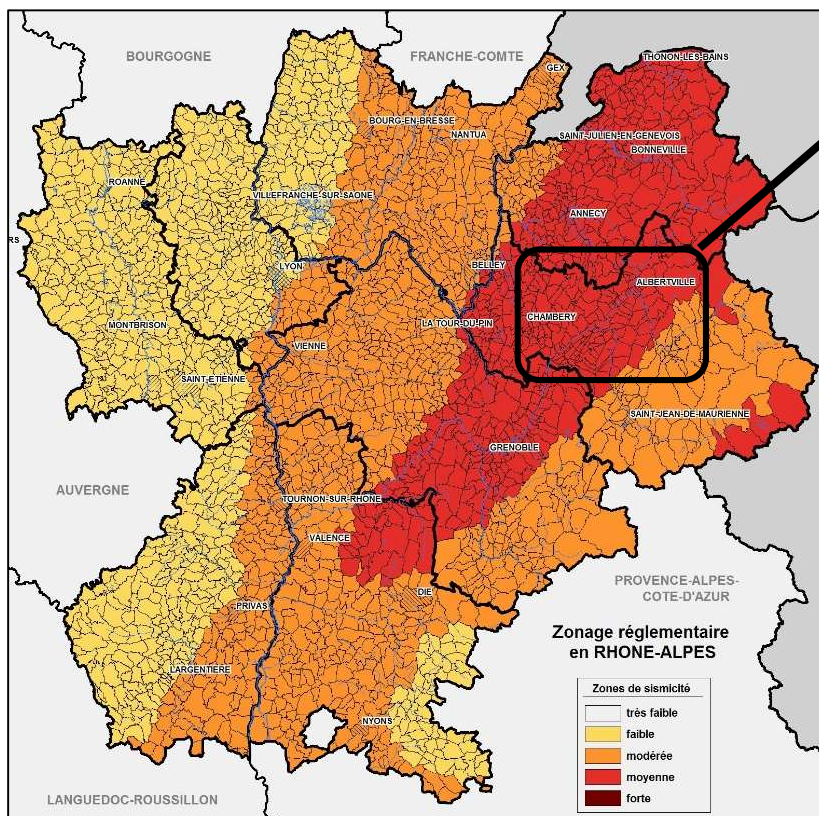 BOURGOGNE
FRANCHE-COMTE
THONON-LES-BAINS
GEX
BOURG-EN-BRESSE
NANTUA
SAINT-JULIEN-EN-GENEVOIS
BONNEVILLE
ROANNE
VILLEFRANCHE-SUR-SAONE
ANNECY
RS
LYON
BELLEY
ALBERTVILLE
CHAMBERY
MONTBRISON
LA TOUR-DU-PIN
VIENNE
SAINT-ETIENNE
SAINT-JEAN-DE-MAURIENNE
GRENOBLE
AUVERGNE
TOURNON-SUR-RHONE
VALENCE
PROVENCE-ALPES-
COTE-D'AZUR
DIE
PRIVAS
Zonage réglementaire
en RHONE-ALPES
LARGENTIERE
Zones de sismicité
très faible
faible
modérée
moyenne
forte
NYONS
LANGUEDOC-ROUSSILLON